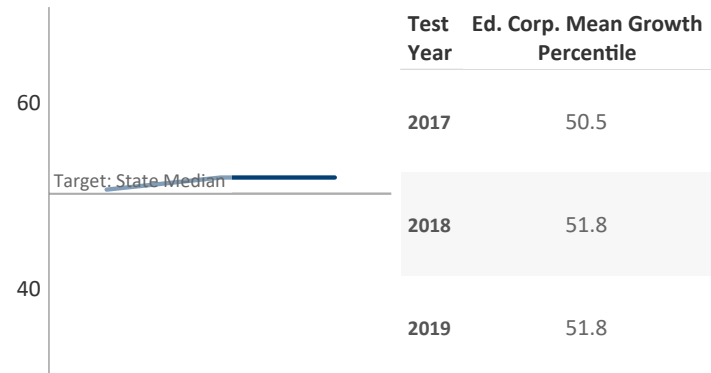 Test Ed. Corp. Mean Growth
Year Percentile
60
2017 50.5
Target: State Median
2018 51.8
40
2019 51.8